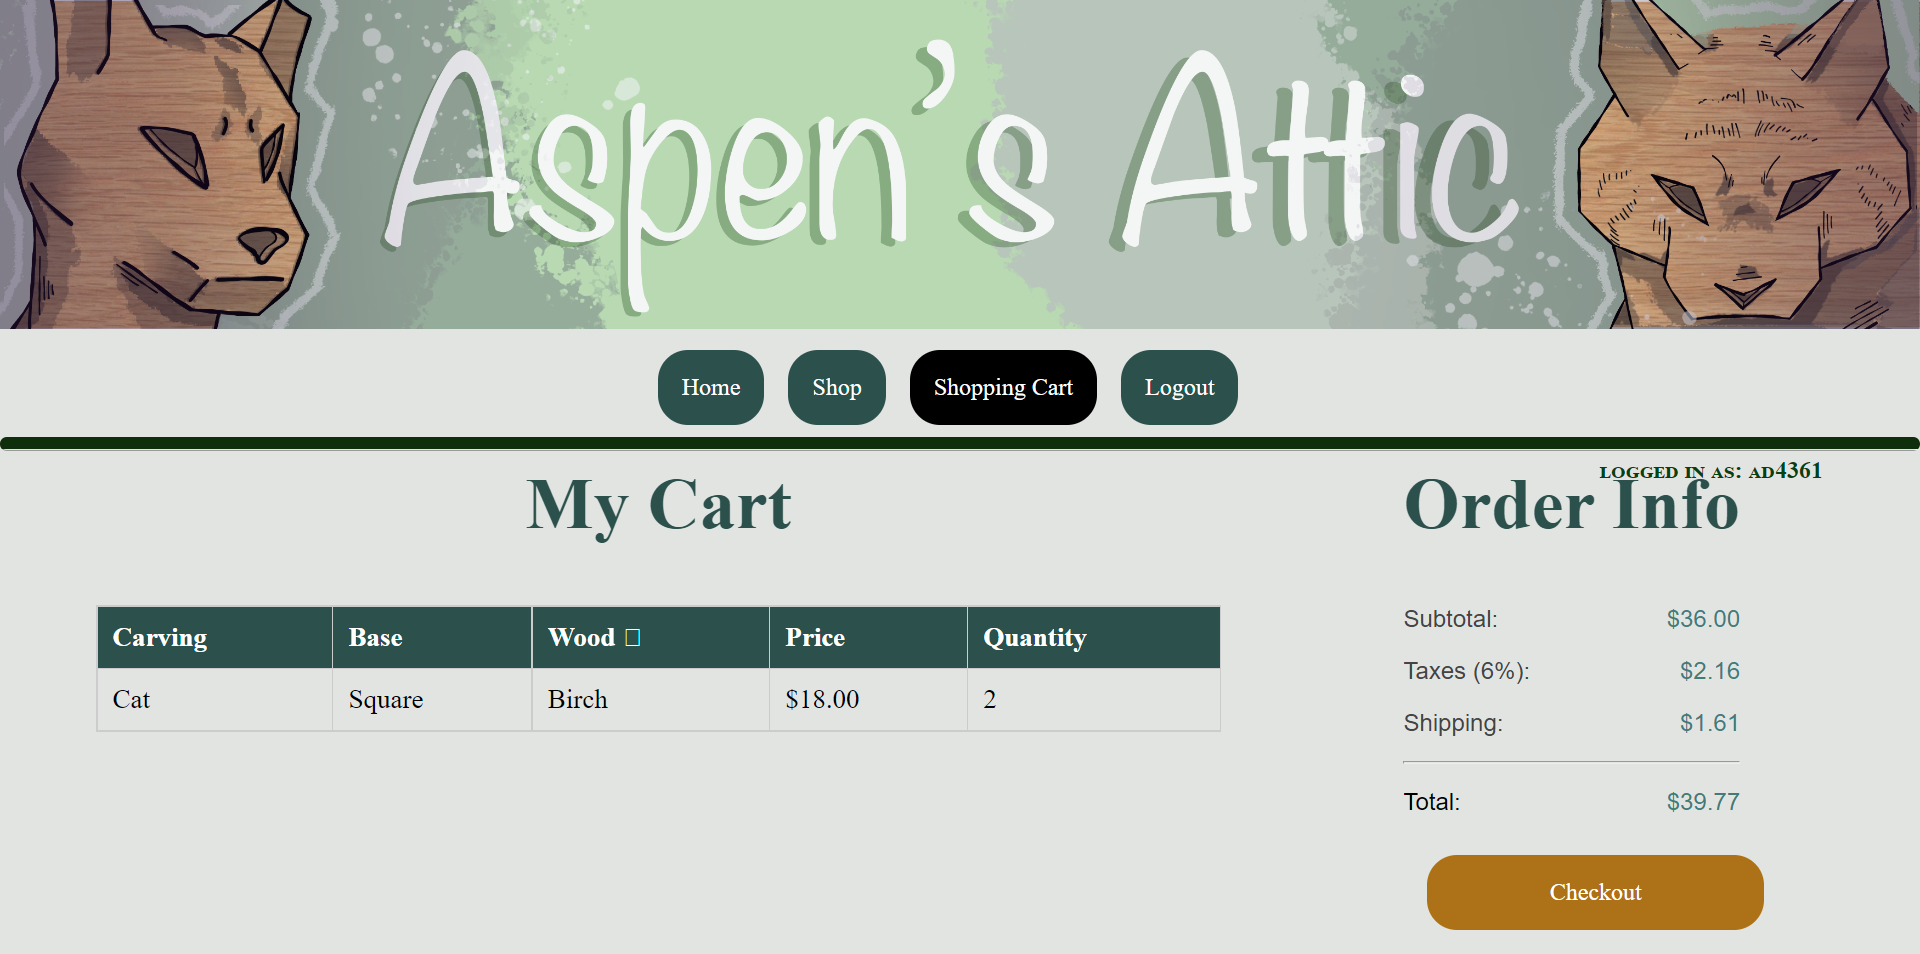 Aspen's Attic
Home Shop Shopping Cart Logout
LOGGED IN AS: AD4361
My Cart
Carving Base Wood Price Quantity
Cat Square Birch $18.00 2
Order Info
Subtotal: $36.00
Taxes (6%): $2.16
Shipping: $1.61
Total: $39.77
Checkout